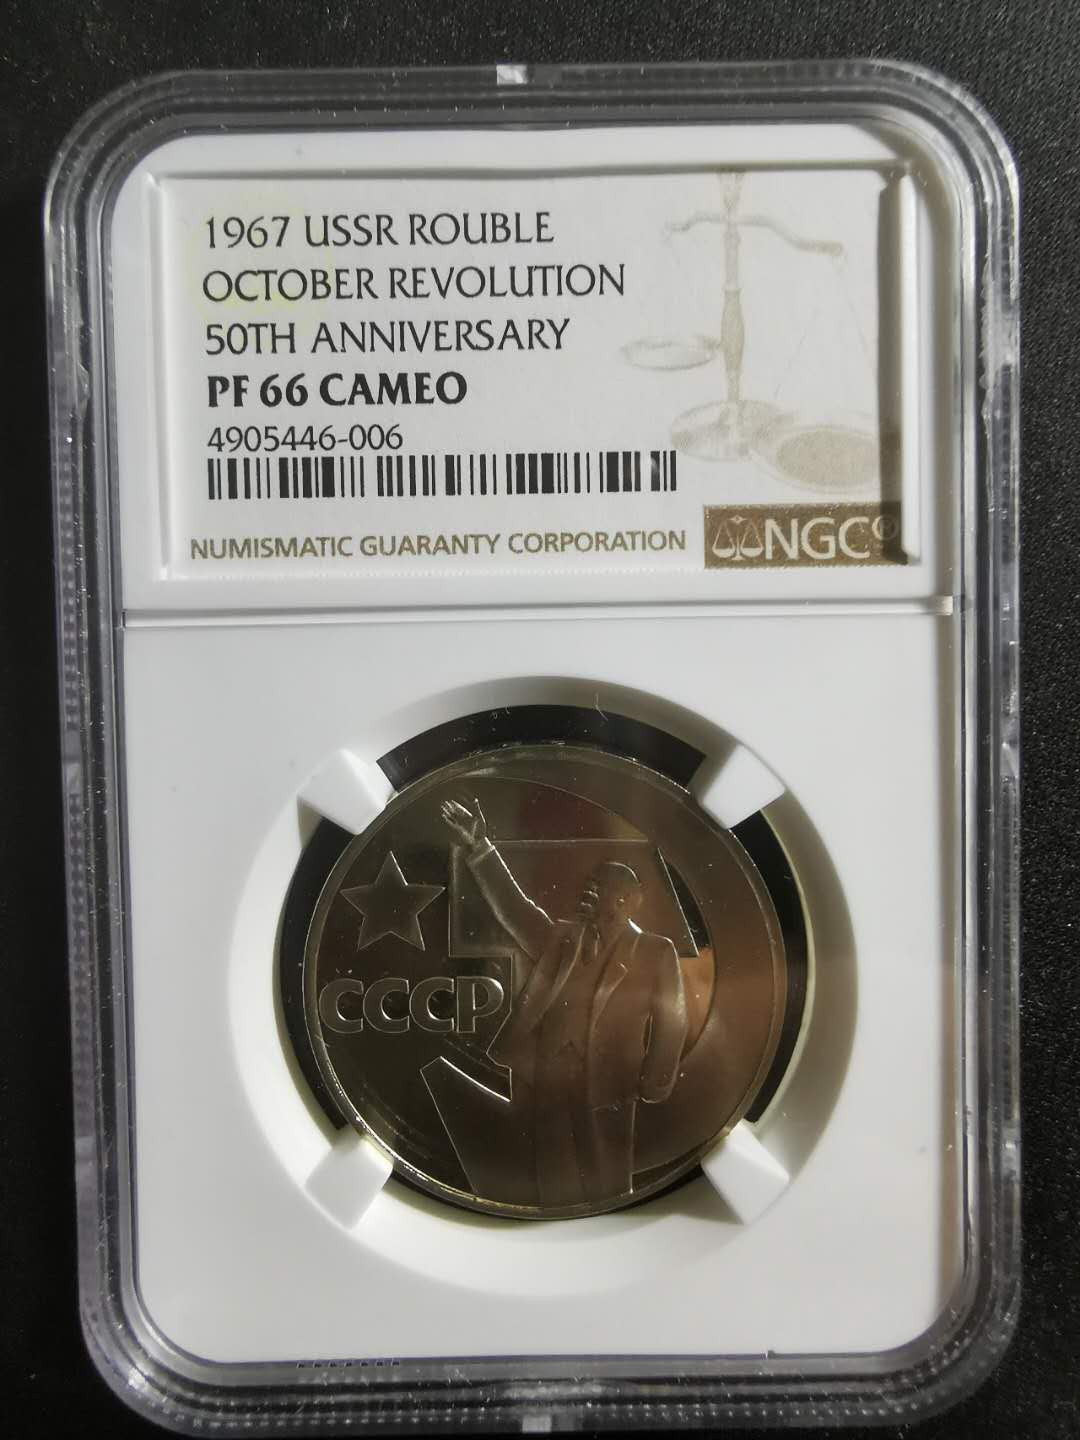 1967 USSR ROUBLE
OCTOBER REVOLUTION
50TH ANNIVERSARY
PF 66 CAMEO
4905446-006
NUMISMATIC GUARANTY CORPORATION
NGC®
СССР